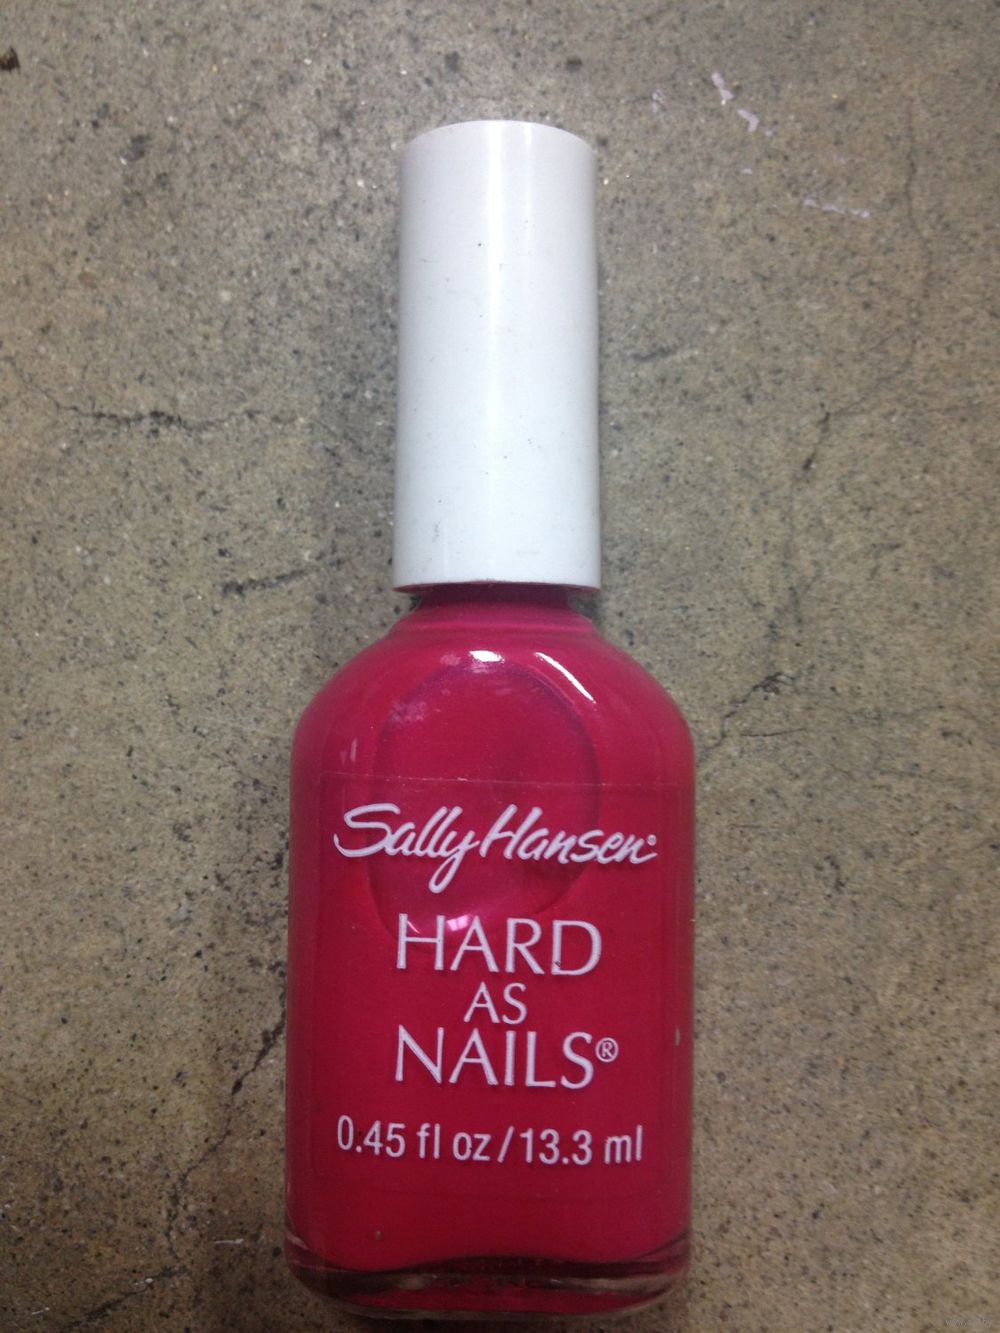 Sally Hansen®
HARD
AS
NAILS®
0.45 fl oz/13.3 ml